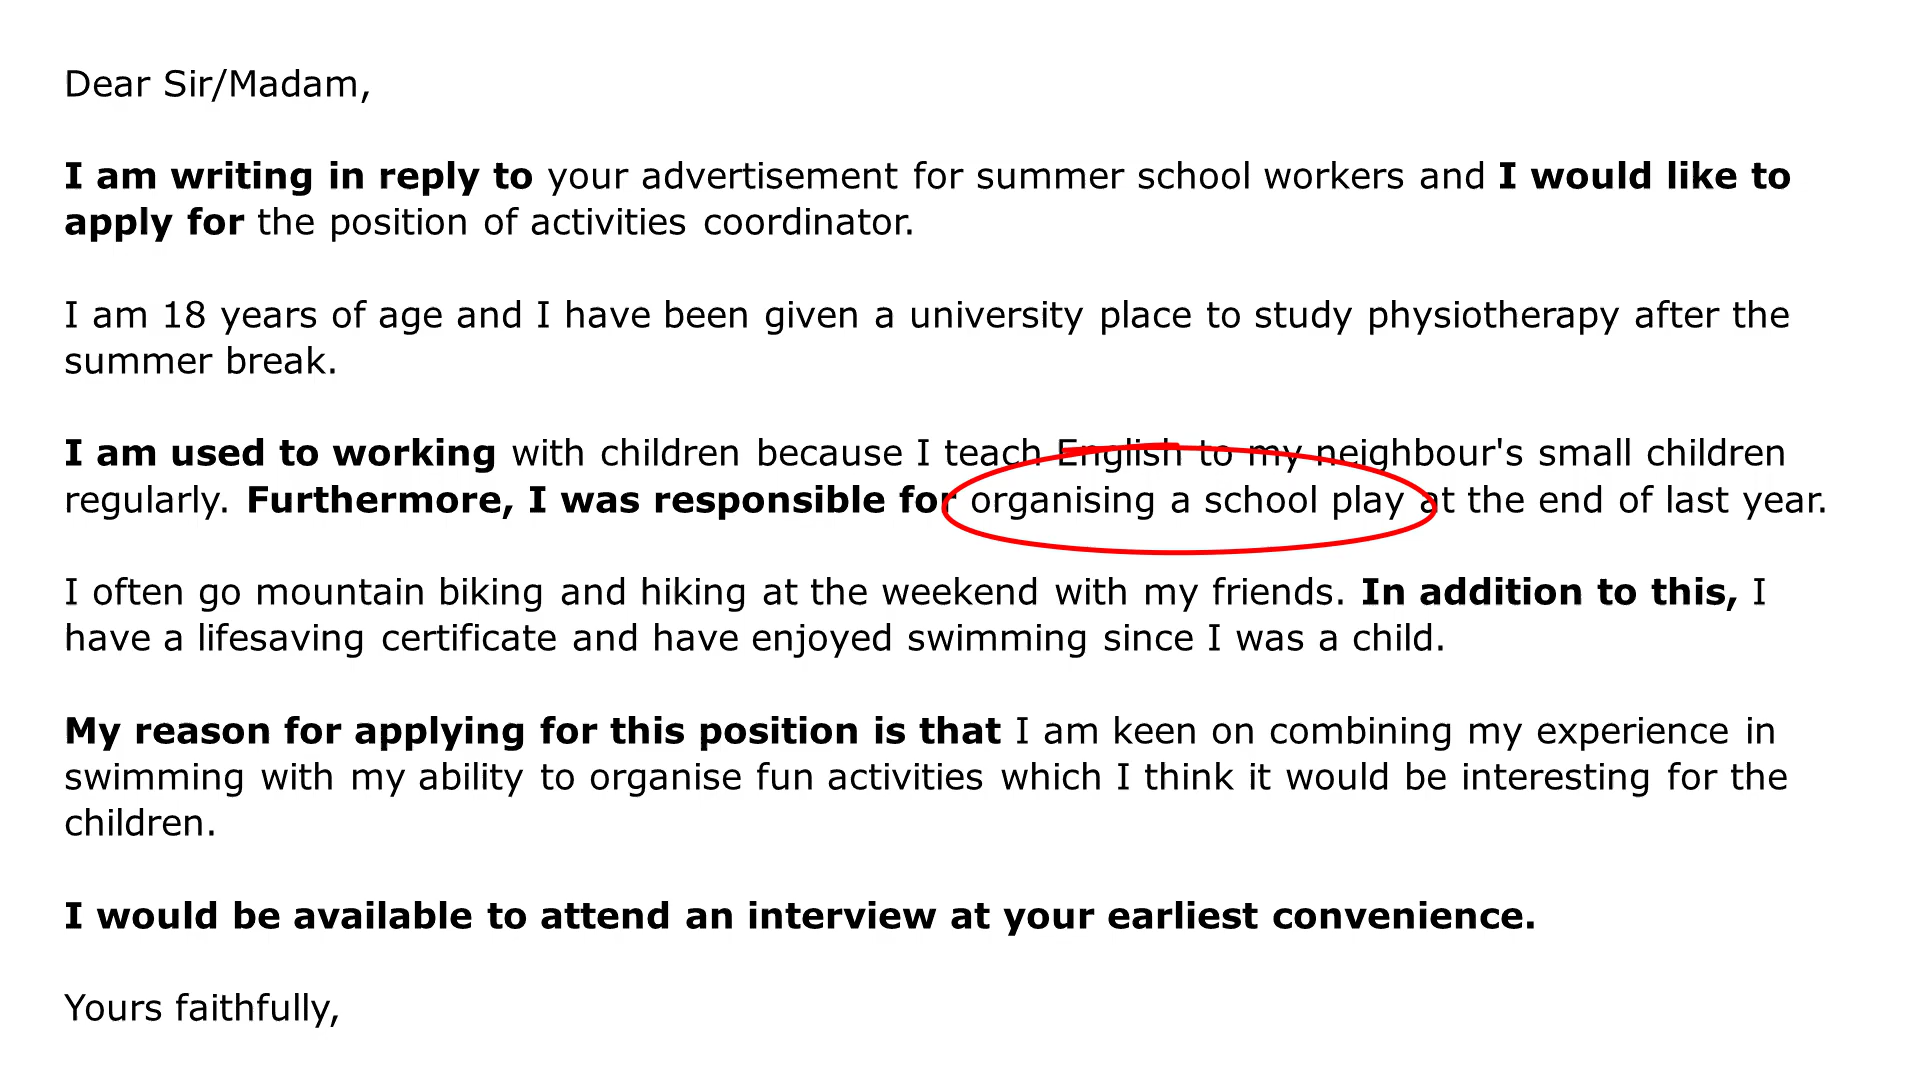 Dear Sir/Madam,
I am writing in reply to your advertisement for summer school workers and I would like to
apply for the position of activities coordinator.
I am 18 years of age and I have been given a university place to study physiotherapy after the
summer break.
I am used to working with children because I teach English to my neighbour's small children
regularly. Furthermore, I was responsible for organising a school play at the end of last year.
I often go mountain biking and hiking at the weekend with my friends. In addition to this, I
have a lifesaving certificate and have enjoyed swimming since I was a child.
My reason for applying for this position is that I am keen on combining my experience in
swimming with my ability to organise fun activities which I think it would be interesting for the
children.
I would be available to attend an interview at your earliest convenience.
Yours faithfully,